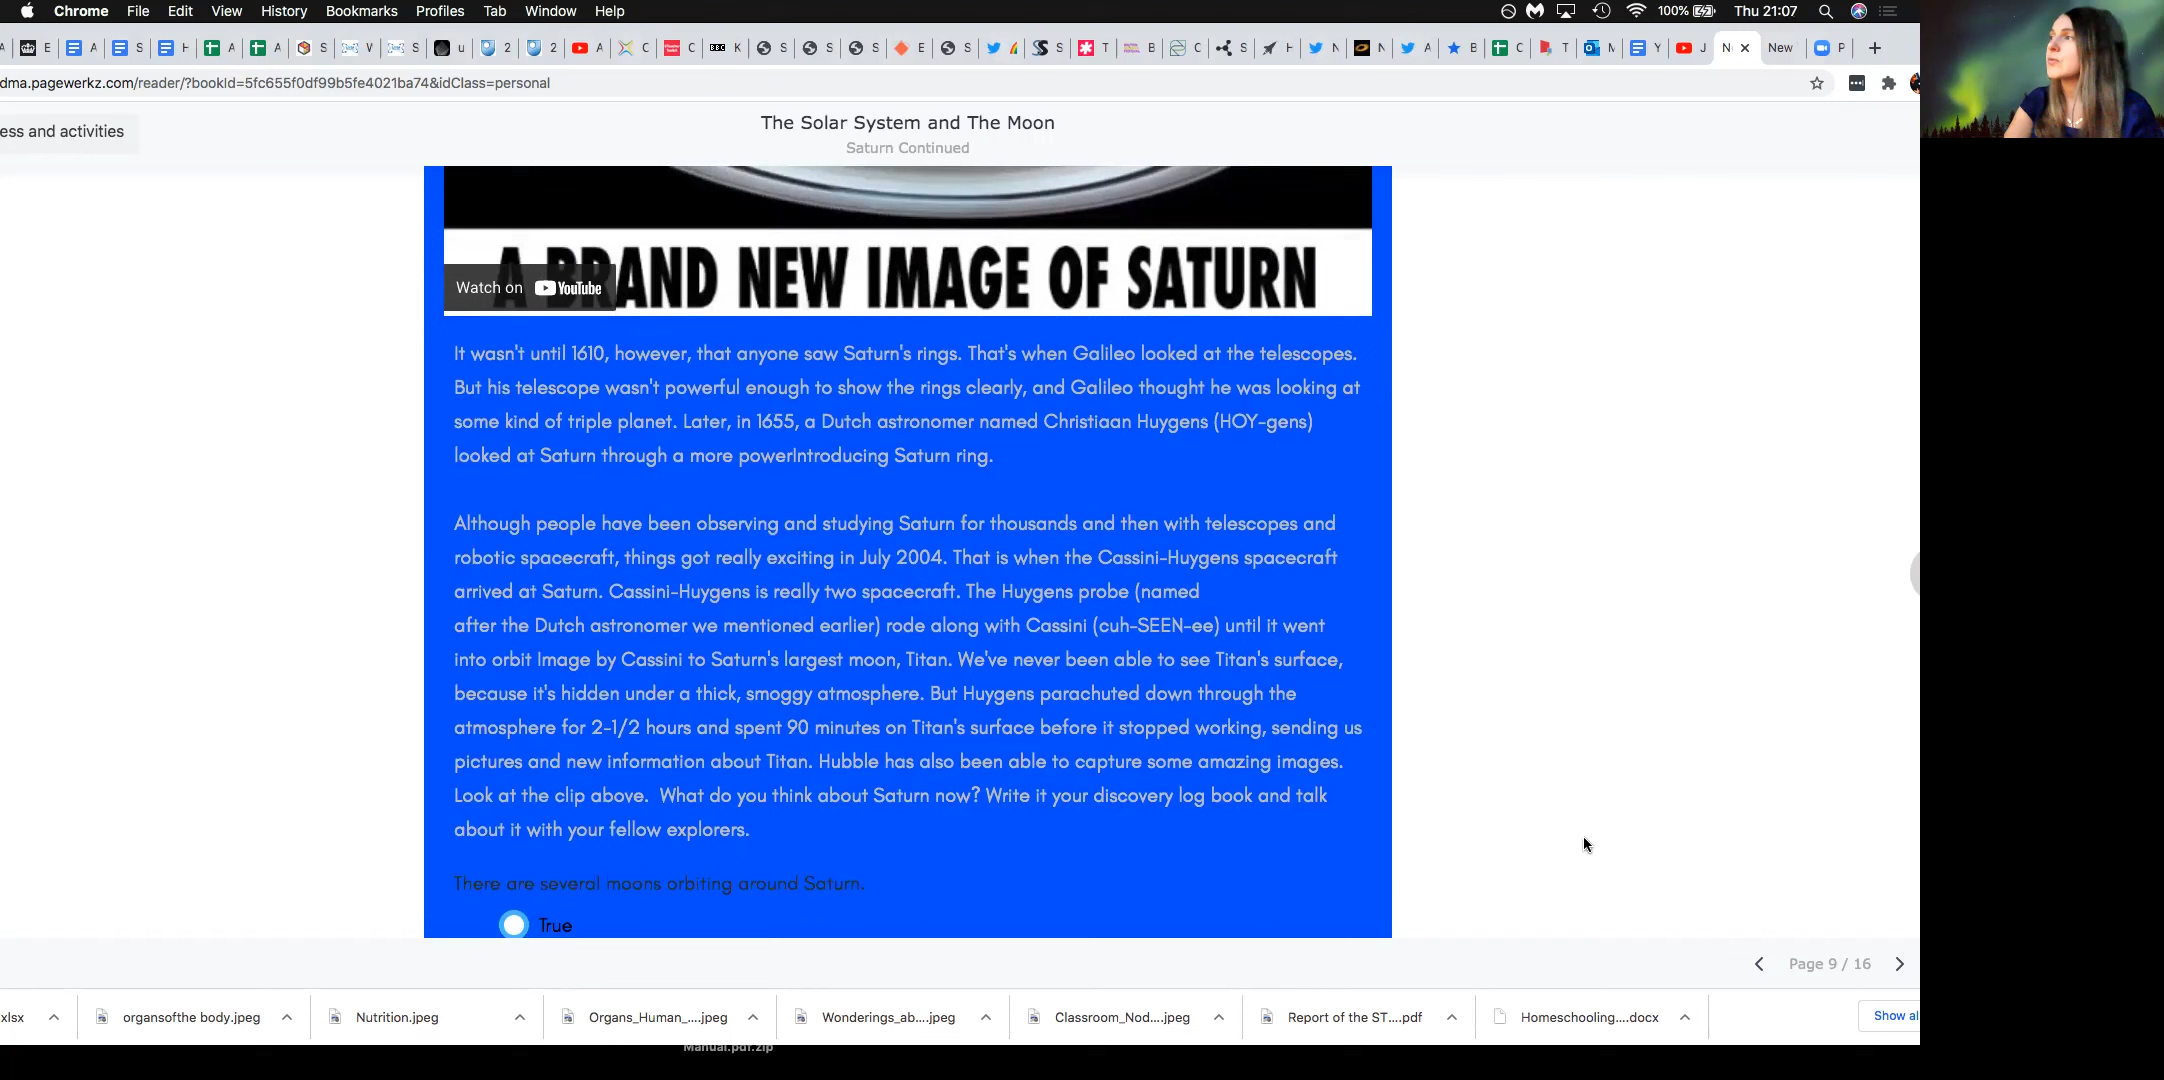 Chrome File Edit View History Bookmarks Profiles Tab Window Help 100% Thu 21:07
A E A S H A A S W S u 2 2 A C C BBC K S S S E S S T B C S H N N A B C T M Y J N New P
dma.pagewerkz.com/reader/?bookId=5fc655f0df99b5fe4021ba74&idClass=personal
ess and activities
The Solar System and The Moon
Saturn Continued
A BRAND NEW IMAGE OF SATURN
Watch on YouTube
It wasn't until 1610, however, that anyone saw Saturn's rings. That's when Galileo looked at the telescopes.
But his telescope wasn't powerful enough to show the rings clearly, and Galileo thought he was looking at
some kind of triple planet. Later, in 1655, a Dutch astronomer named Christiaan Huygens (HOY-gens)
looked at Saturn through a more powerIntroducing Saturn ring.
Although people have been observing and studying Saturn for thousands and then with telescopes and
robotic spacecraft, things got really exciting in July 2004. That is when the Cassini-Huygens spacecraft
arrived at Saturn. Cassini-Huygens is really two spacecraft. The Huygens probe (named
after the Dutch astronomer we mentioned earlier) rode along with Cassini (cuh-SEEN-ee) until it went
into orbit Image by Cassini to Saturn's largest moon, Titan. We've never been able to see Titan's surface,
because it's hidden under a thick, smoggy atmosphere. But Huygens parachuted down through the
atmosphere for 2-1/2 hours and spent 90 minutes on Titan's surface before it stopped working, sending us
pictures and new information about Titan. Hubble has also been able to capture some amazing images.
Look at the clip above. What do you think about Saturn now? Write it your discovery log book and talk
about it with your fellow explorers.
There are several moons orbiting around Saturn.
True
Page 9 / 16
xlsx organsofthe body.jpeg Nutrition.jpeg Organs_Human_....jpeg Wonderings_ab....jpeg Classroom_Nod....jpeg Report of the ST....pdf Homeschooling....docx Show al
Manual.pdf.zip